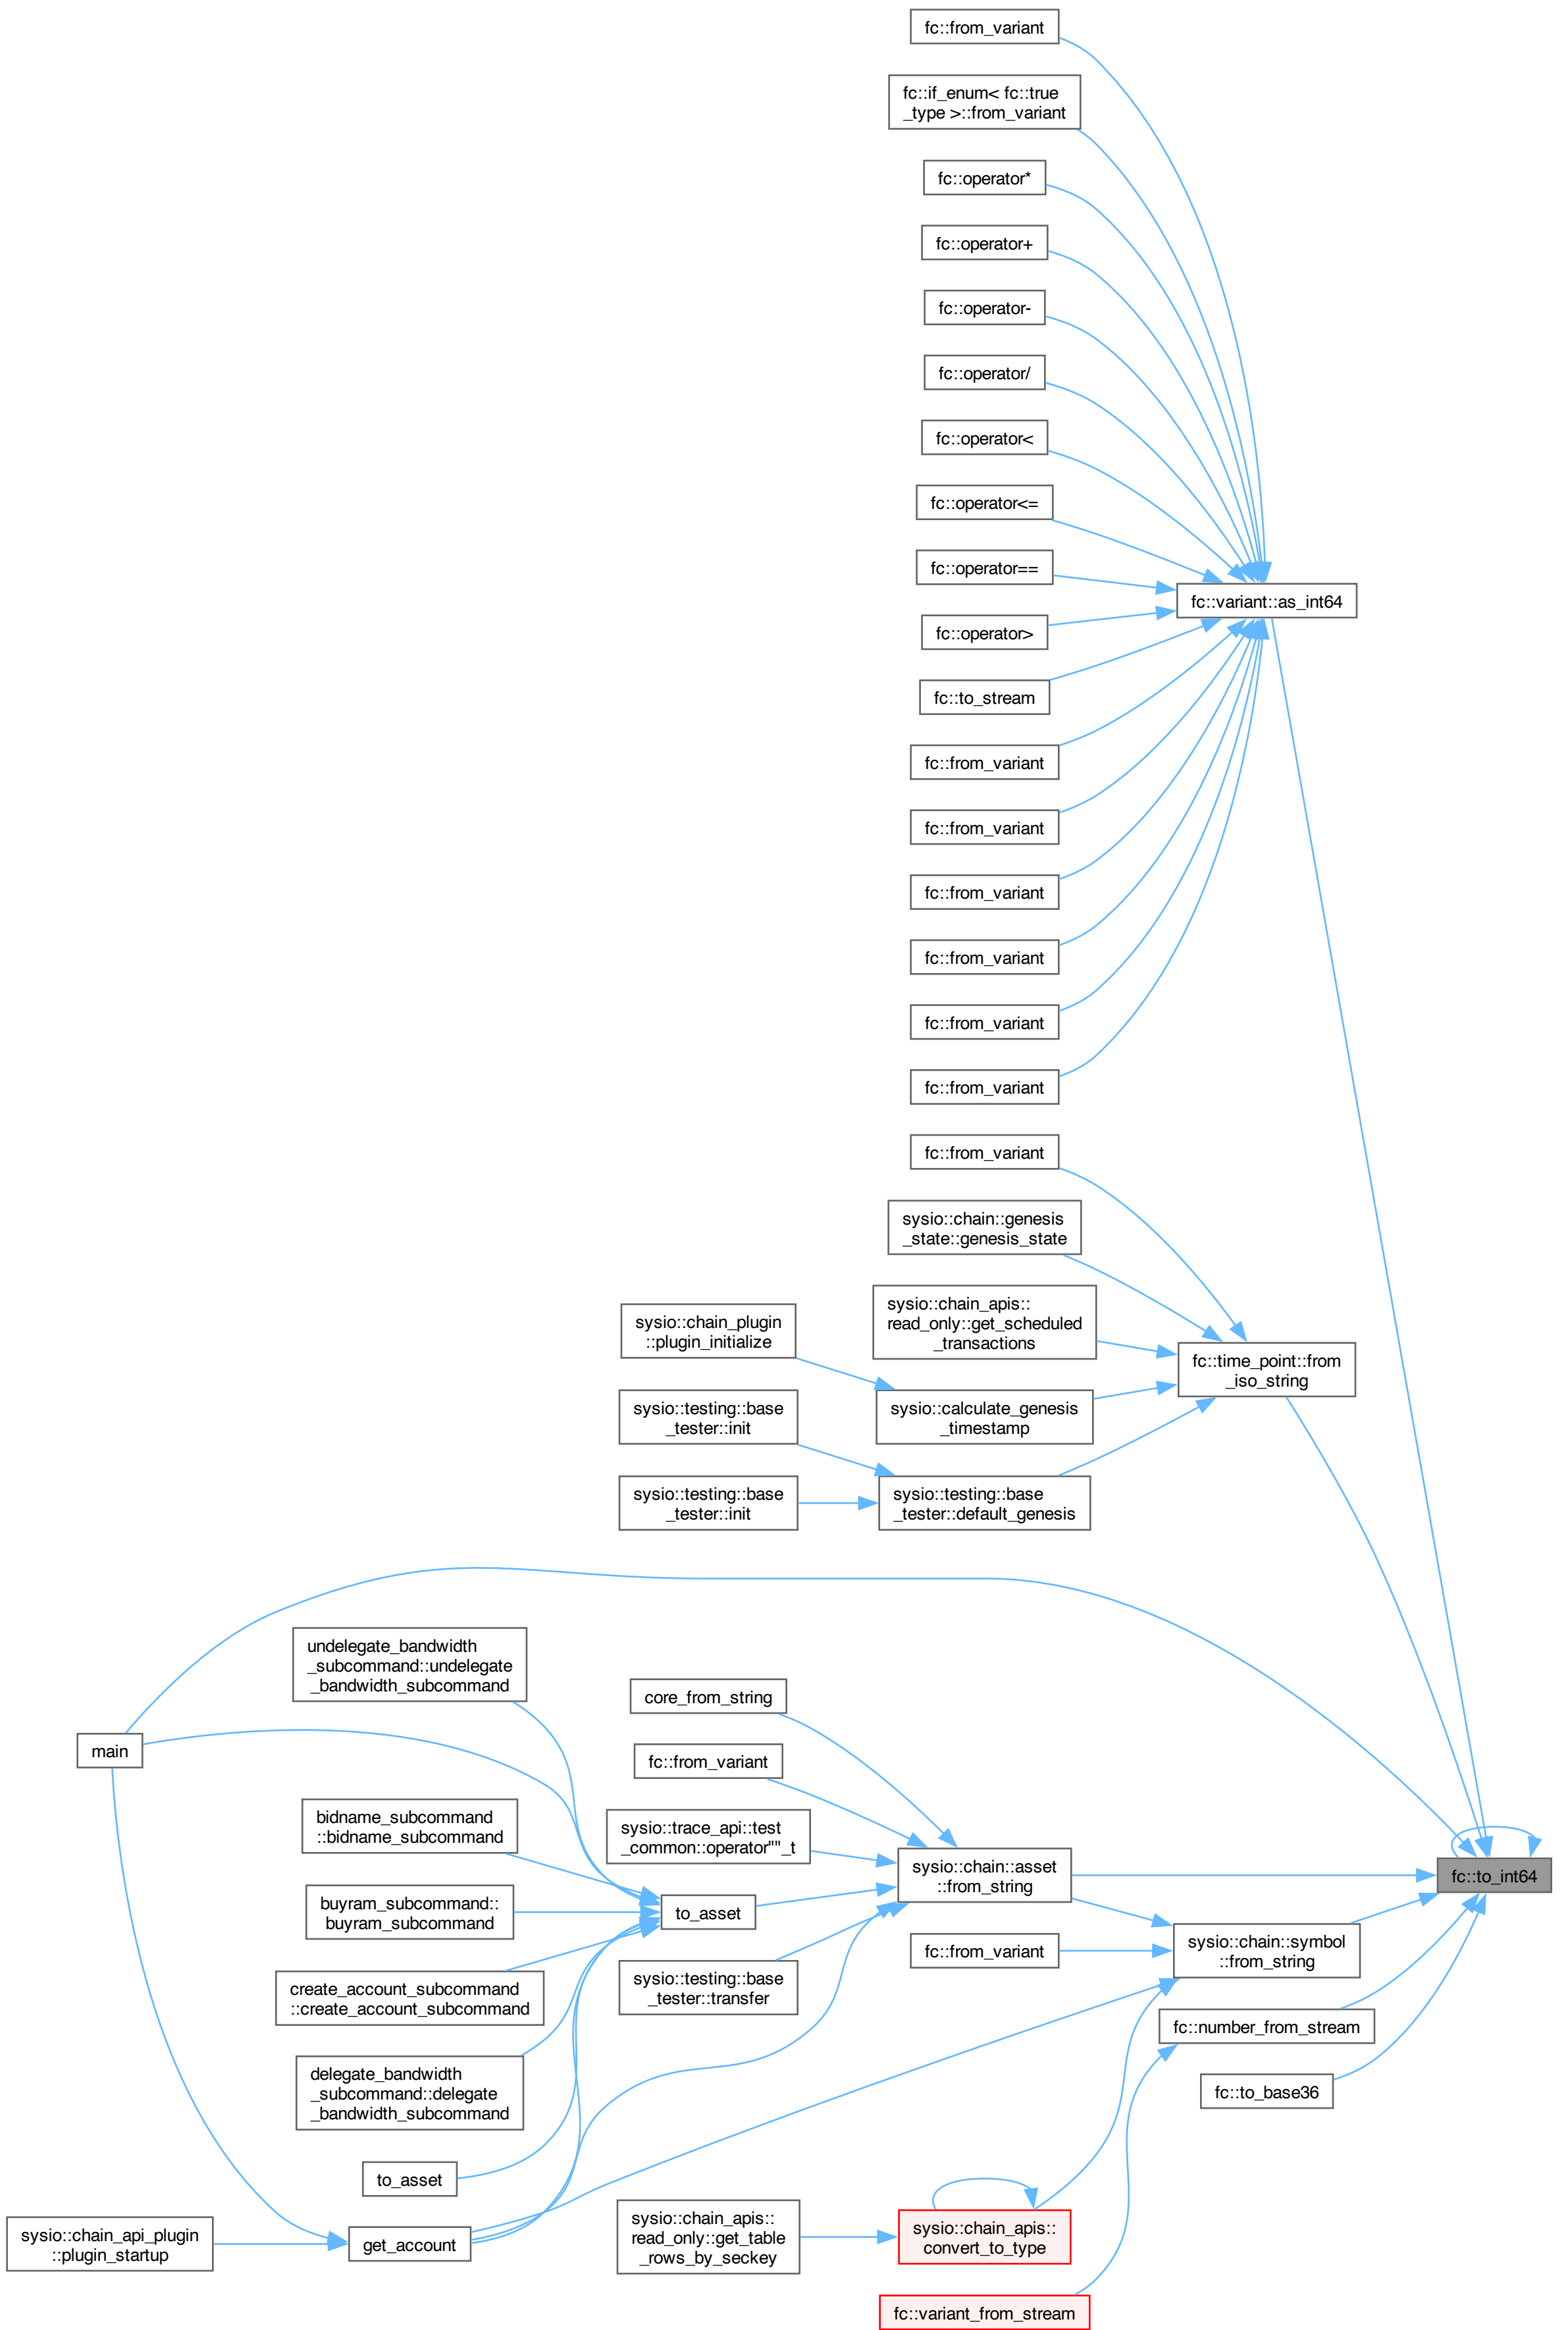 fc::from_variant
fc::if_enum< fc::true
_type >::from_variant
fc::operator*
fc::operator+
fc::operator-
fc::operator/
fc::operator<
fc::operator<=
fc::operator==
fc::variant::as_int64
fc::operator>
fc::to_stream
fc::from_variant
fc::from_variant
fc::from_variant
fc::from_variant
fc::from_variant
fc::from_variant
fc::from_variant
sysio::chain::genesis
_state::genesis_state
sysio::chain_apis::
read_only::get_scheduled
_transactions
sysio::chain_plugin
::plugin_initialize
fc::time_point::from
_iso_string
sysio::calculate_genesis
_timestamp
sysio::testing::base
_tester::init
sysio::testing::base
_tester::init
sysio::testing::base
_tester::default_genesis
undelegate_bandwidth
_subcommand::undelegate
_bandwidth_subcommand
core_from_string
main
fc::from_variant
bidname_subcommand
::bidname_subcommand
sysio::trace_api::test
_common::operator""_t
sysio::chain::asset
::from_string
fc::to_int64
buyram_subcommand::
buyram_subcommand
to_asset
fc::from_variant
sysio::chain::symbol
::from_string
create_account_subcommand
::create_account_subcommand
sysio::testing::base
_tester::transfer
fc::number_from_stream
delegate_bandwidth
_subcommand::delegate
_bandwidth_subcommand
fc::to_base36
to_asset
sysio::chain_api_plugin
::plugin_startup
get_account
sysio::chain_apis::
read_only::get_table
_rows_by_seckey
sysio::chain_apis::
convert_to_type
fc::variant_from_stream